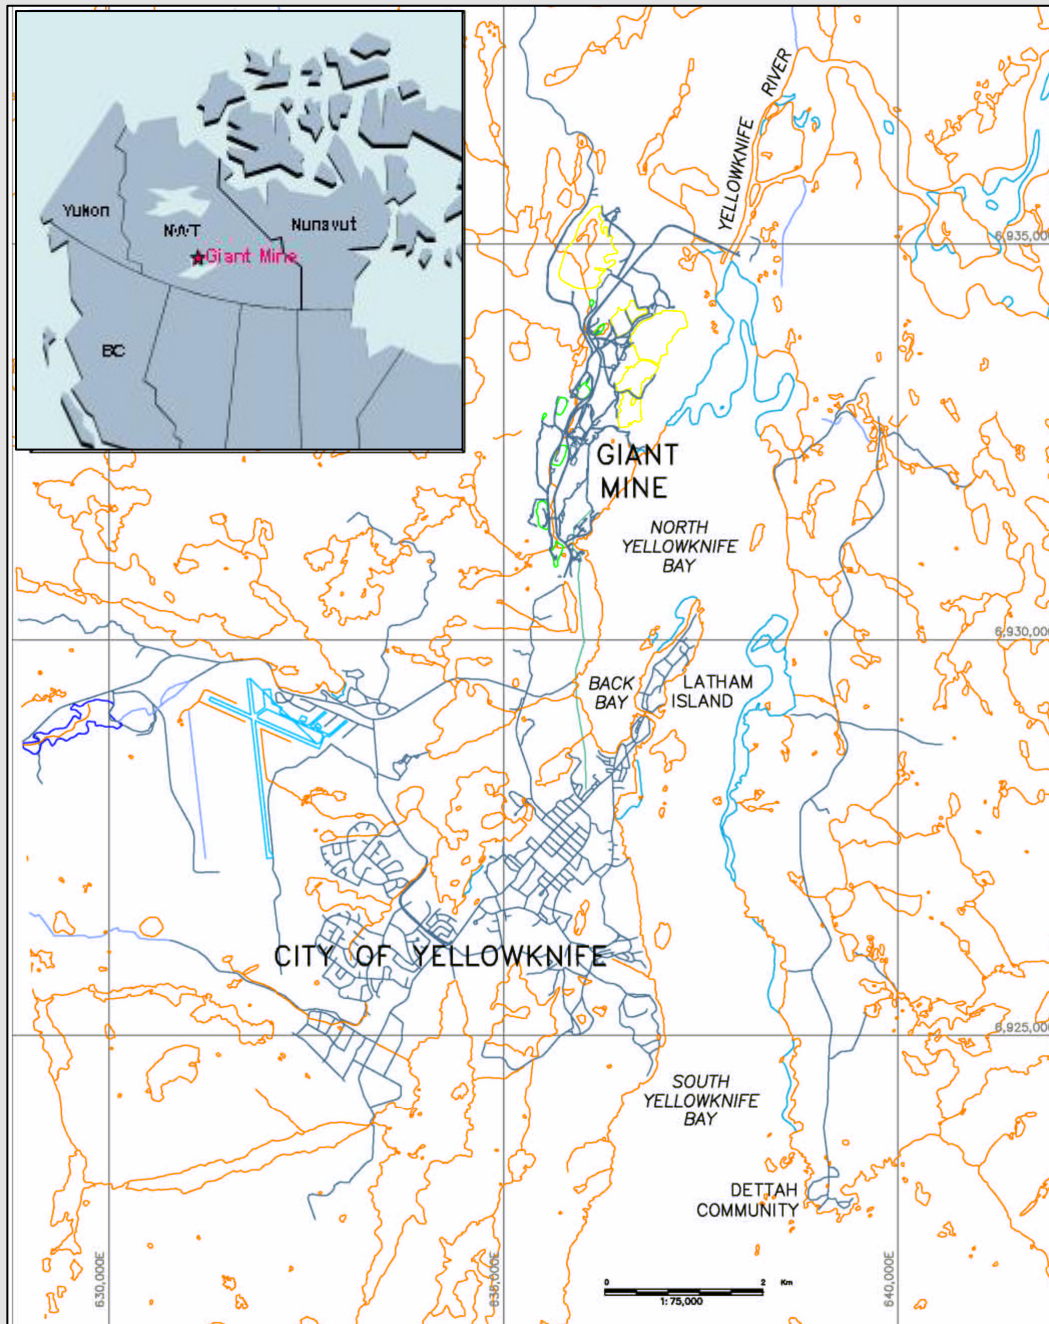 Yukon
NWT
Nunavut
Giant Mine
BC
YELLOWKNIFE RIVER
6,935,000
GIANT
MINE
NORTH
YELLOWKNIFE
BAY
6,930,000
BACK
BAY
LATHAM
ISLAND
CITY OF YELLOWKNIFE
6,925,000
SOUTH
YELLOWKNIFE
BAY
DETTAH
COMMUNITY
630,000E
635,000E
640,000E
0 2 Km
1:75,000